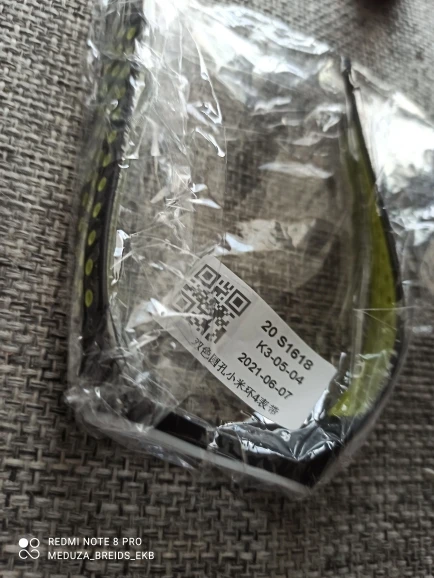 20 S1618
K3-05-04
2021-06-07
双色圆孔小米环4表带
REDMI NOTE 8 PRO
MEDUZA_BREIDS_EKB